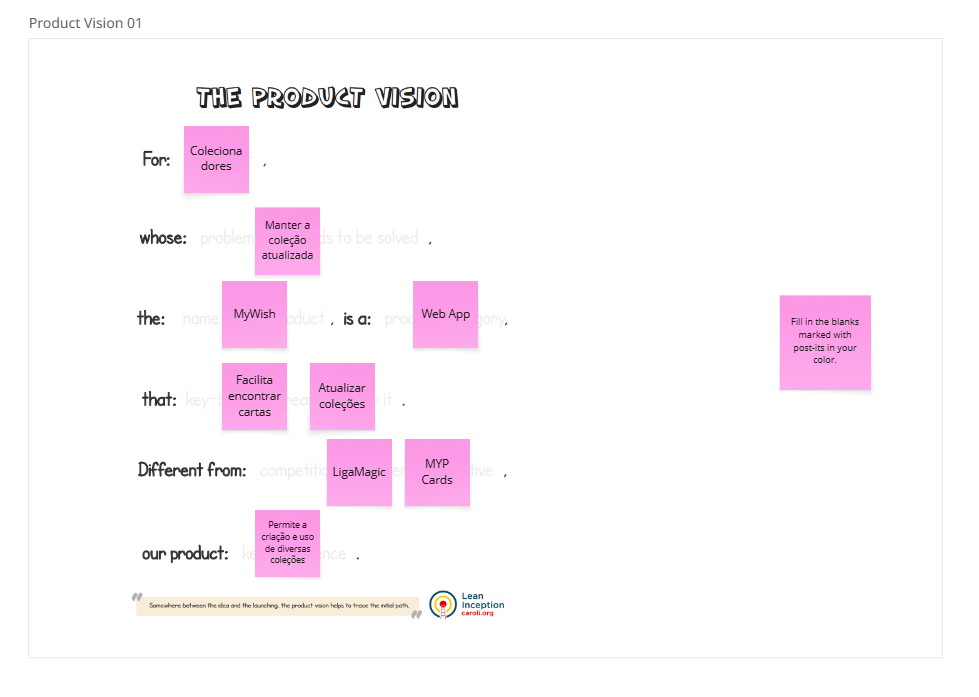 Product Vision 01
THE PRODUCT VISION
For:
Coleciona
dores
,
whose:
problem
Manter a
coleção
atualizada
ds to be solved ,
the:
name
MyWish
oduct , is a:
Web App
gory,
that:
key-b
Facilita
encontrar
cartas
Atualizar
coleções
it .
Different from:
competiti
LigaMagic
MYP
Cards
tive ,
our product:
Permite a
criação e uso
de diversas
coleções
nce .
Fill in the blanks
marked with
post-its in your
color.
Somewhere between the idea and the launching, the product vision helps to trace the initial path.
Lean
Inception
caroli.org